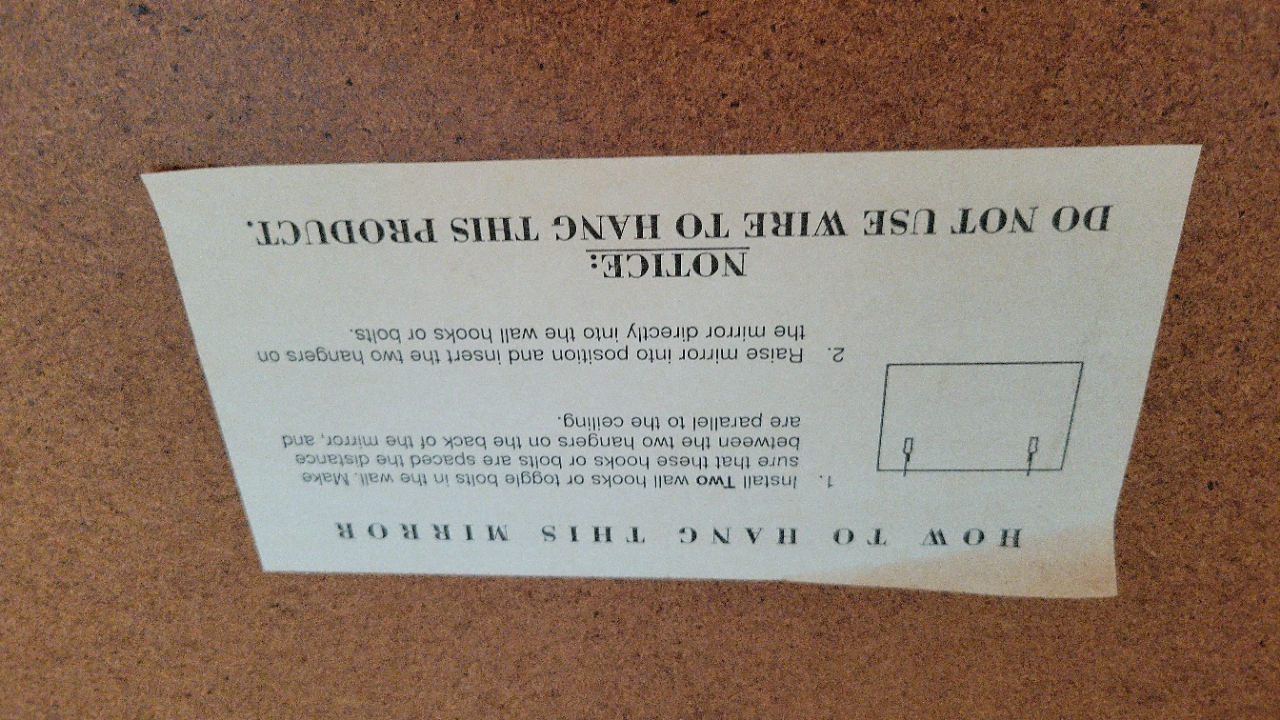 HOW TO HANG THIS MIRROR
1. Install Two wall hooks or toggle bolts in the wall. Make
sure that these hooks or bolts are spaced the distance
between the two hangers on the back of the mirror, and
are parallel to the ceiling.
2. Raise mirror into position and insert the two hangers on
the mirror directly into the wall hooks or bolts.
NOTICE:
DO NOT USE WIRE TO HANG THIS PRODUCT.